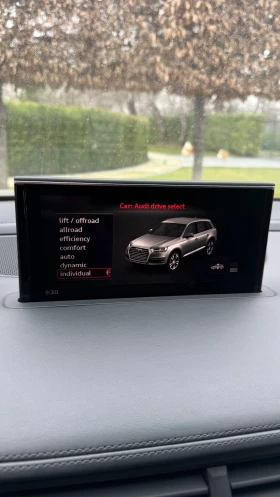 Car: Audi drive select
lift / offroad
allroad
efficiency
comfort
auto
dynamic
individual